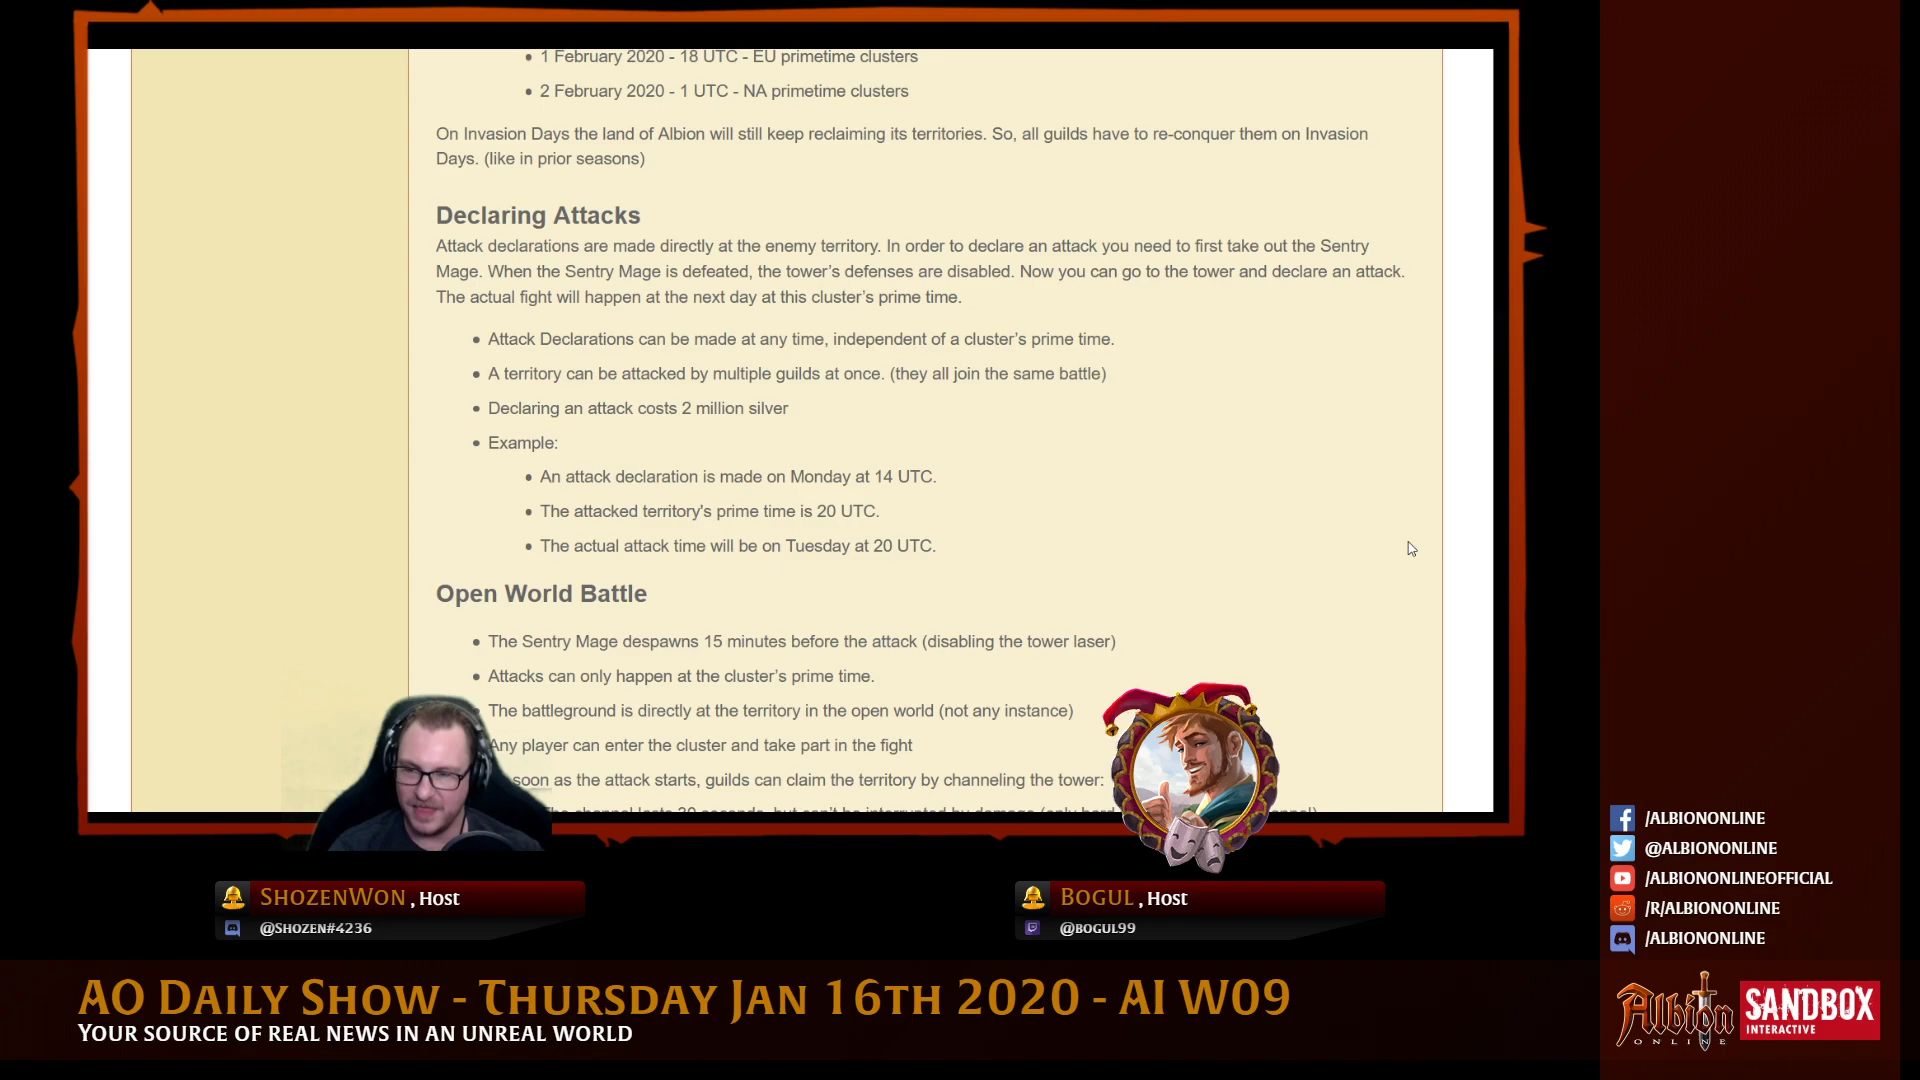 1 February 2020 - 18 UTC - EU primetime clusters
2 February 2020 - 1 UTC - NA primetime clusters
On Invasion Days the land of Albion will still keep reclaiming its territories. So, all guilds have to re-conquer them on Invasion
Days. (like in prior seasons)
Declaring Attacks
Attack declarations are made directly at the enemy territory. In order to declare an attack you need to first take out the Sentry
Mage. When the Sentry Mage is defeated, the tower's defenses are disabled. Now you can go to the tower and declare an attack.
The actual fight will happen at the next day at this cluster's prime time.
Attack Declarations can be made at any time, independent of a cluster's prime time.
A territory can be attacked by multiple guilds at once. (they all join the same battle)
Declaring an attack costs 2 million silver
Example:
An attack declaration is made on Monday at 14 UTC.
The attacked territory's prime time is 20 UTC.
The actual attack time will be on Tuesday at 20 UTC.
Open World Battle
The Sentry Mage despawns 15 minutes before the attack (disabling the tower laser)
Attacks can only happen at the cluster's prime time.
The battleground is directly at the territory in the open world (not any instance)
Any player can enter the cluster and take part in the fight
soon as the attack starts, guilds can claim the territory by channeling the tower:
channel lasts 30 seconds, but can't be interrupted by damage (only hard
SHOZENWON, HOST
@SHOZEN#4236
BOGUL, HOST
@BOGUL99
/ALBIONONLINE
@ALBIONONLINE
/ALBIONONLINEOFFICIAL
/R/ALBIONONLINE
/ALBIONONLINE
AO DAILY SHOW - THURSDAY JAN 16TH 2020 - AI W09
YOUR SOURCE OF REAL NEWS IN AN UNREAL WORLD
Albion
ONLINE
SANDBOX
INTERACTIVE